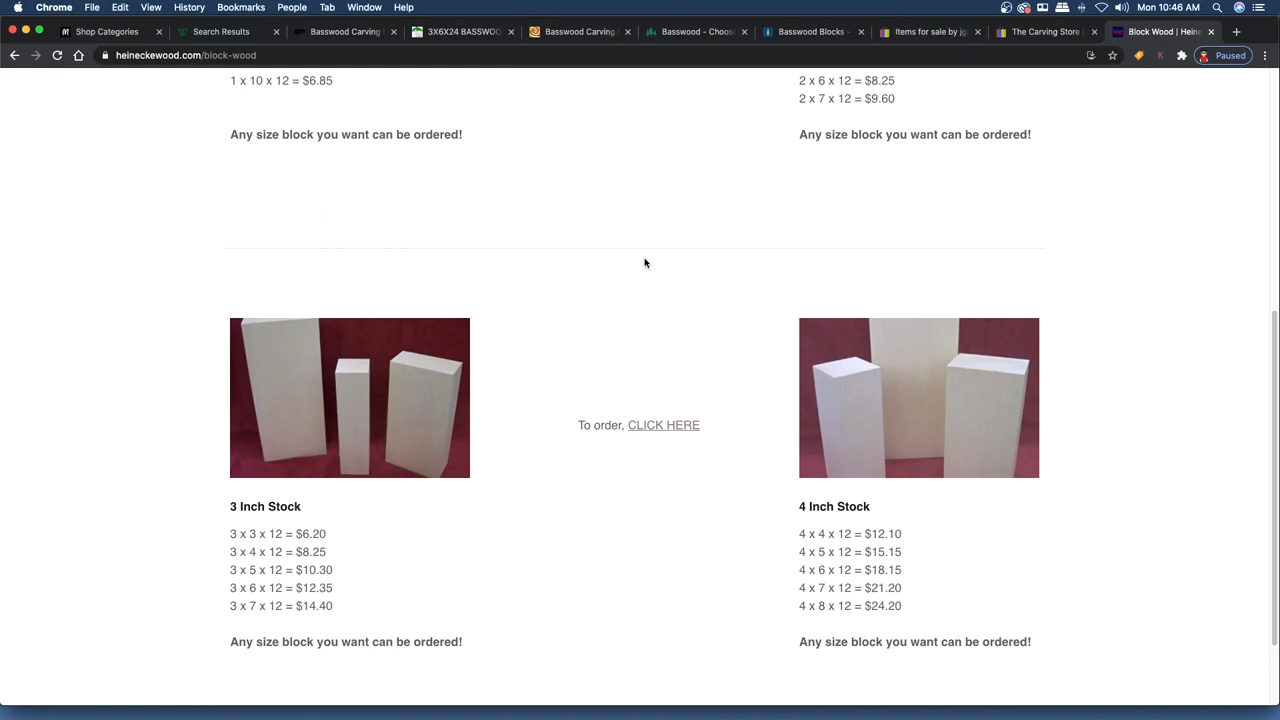 Chrome File Edit View History Bookmarks People Tab Window Help Mon 10:46 AM
Shop Categories Search Results Basswood Carving 3X6X24 BASSWOO Basswood Carving Basswood - Choos Basswood Blocks - Items for sale by jg The Carving Store Block Wood | Heine
heineckewood.com/block-wood Paused
1 x 10 x 12 = $6.85
2 x 6 x 12 = $8.25
2 x 7 x 12 = $9.60
Any size block you want can be ordered!
Any size block you want can be ordered!
To order, CLICK HERE
3 Inch Stock
3 x 3 x 12 = $6.20
3 x 4 x 12 = $8.25
3 x 5 x 12 = $10.30
3 x 6 x 12 = $12.35
3 x 7 x 12 = $14.40
Any size block you want can be ordered!
4 Inch Stock
4 x 4 x 12 = $12.10
4 x 5 x 12 = $15.15
4 x 6 x 12 = $18.15
4 x 7 x 12 = $21.20
4 x 8 x 12 = $24.20
Any size block you want can be ordered!